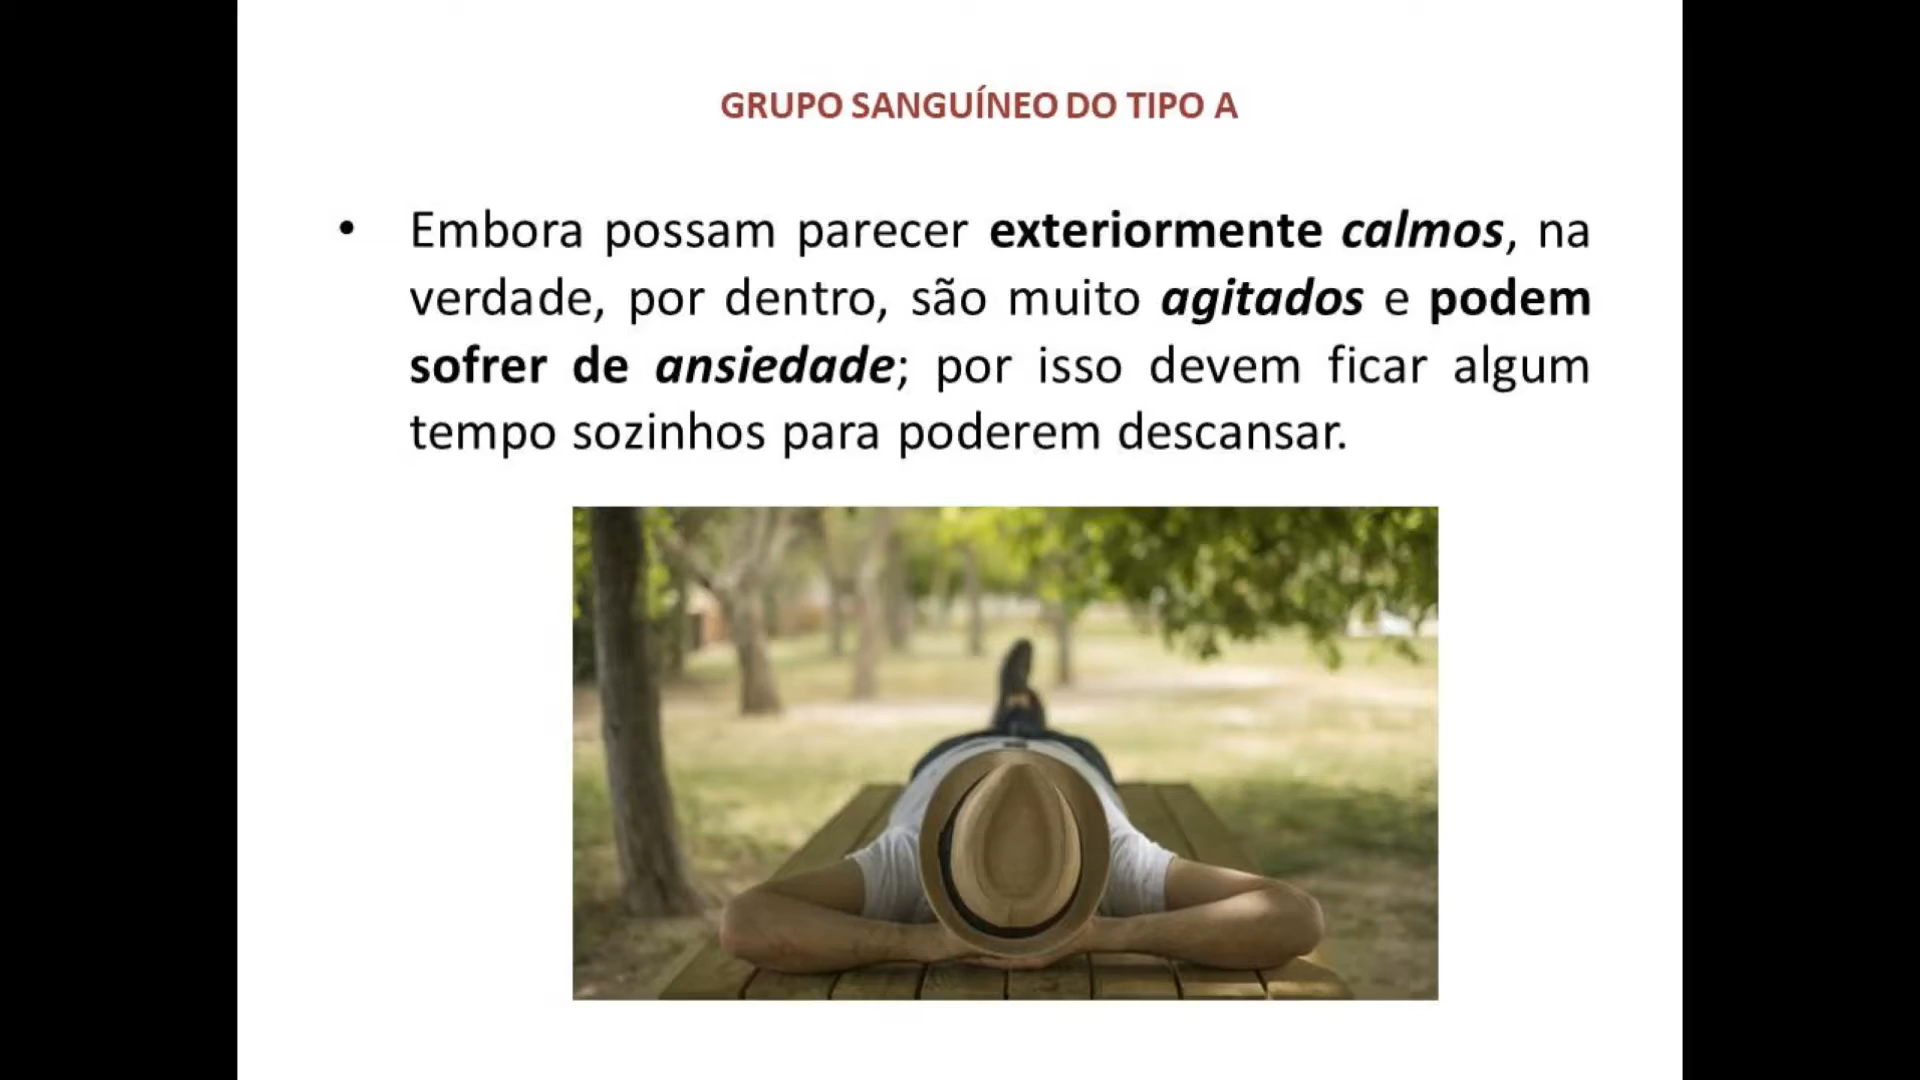 GRUPO SANGUÍNEO DO TIPO A
• Embora possam parecer exteriormente calmos, na
verdade, por dentro, são muito agitados e podem
sofrer de ansiedade; por isso devem ficar algum
tempo sozinhos para poderem descansar.